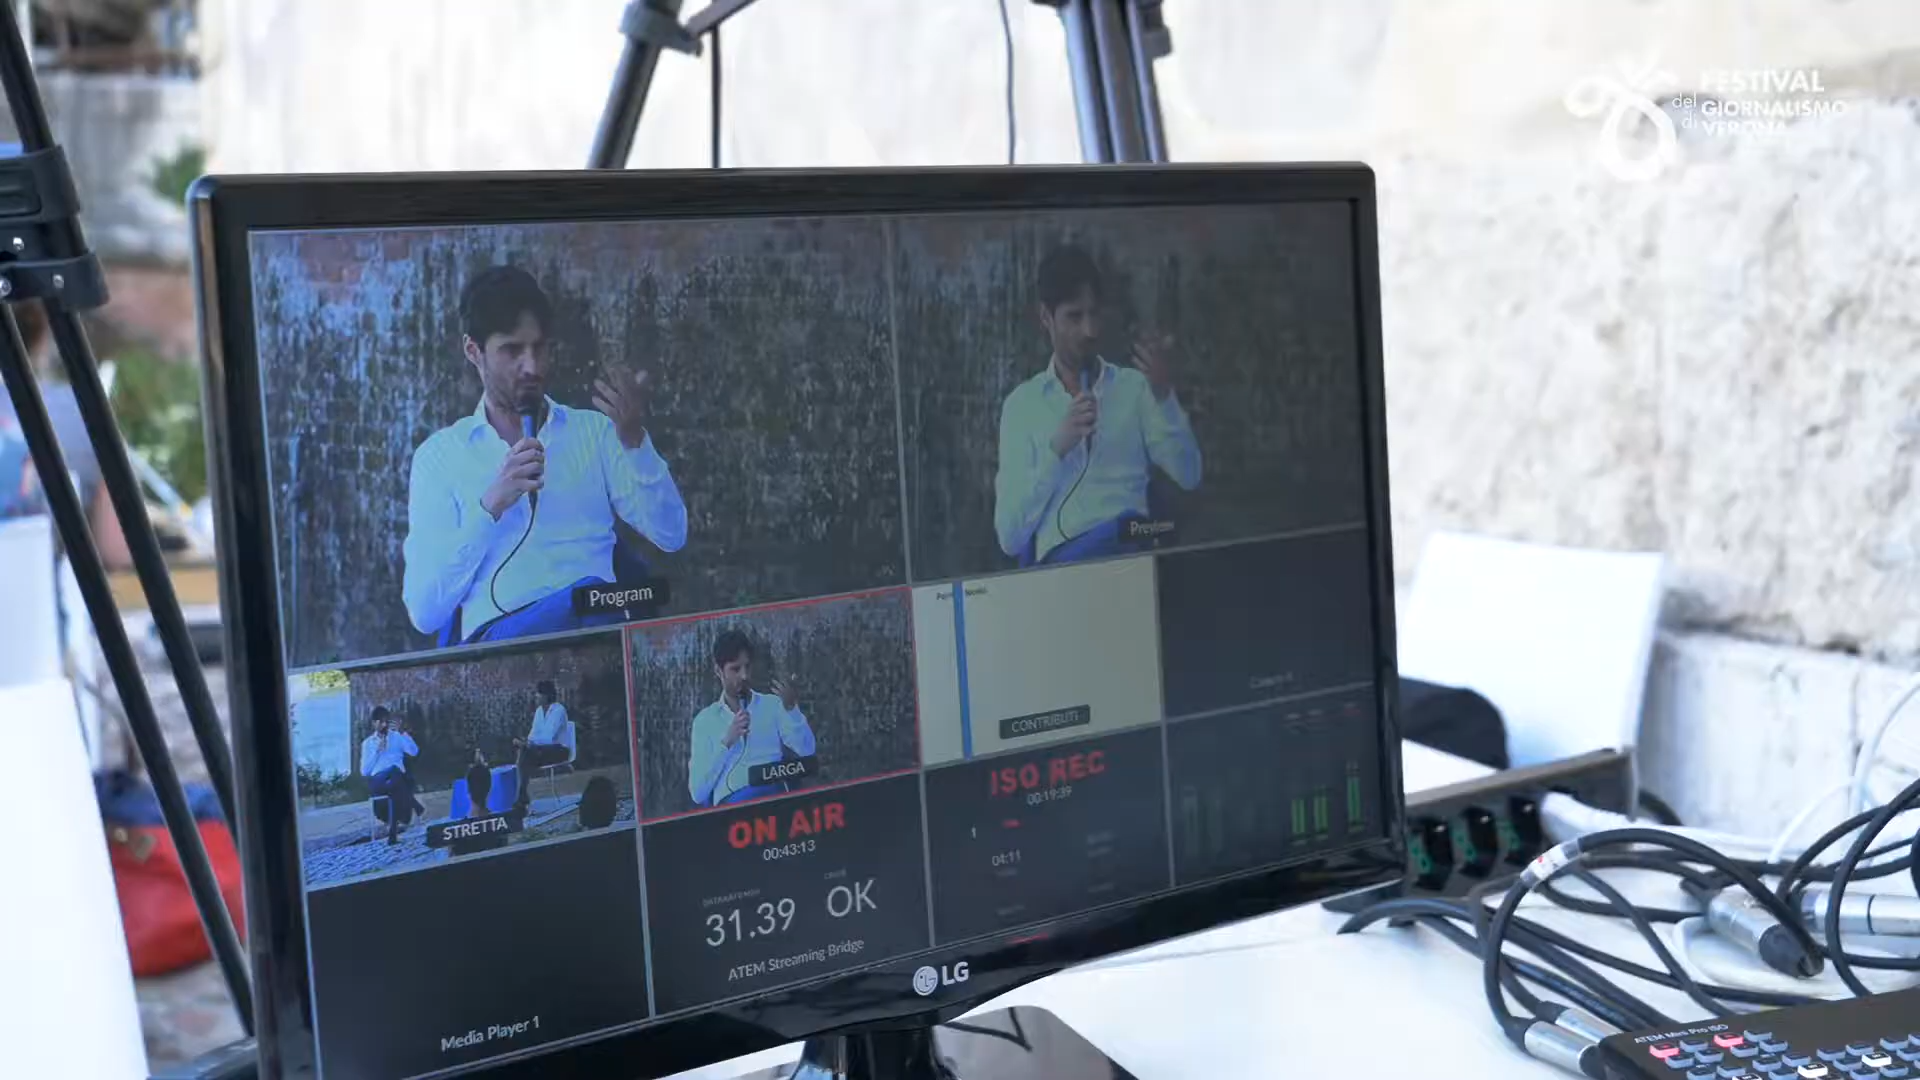 FESTIVAL
del GIORNALISMO
di VERONA
Program
Preview
STRETTA
LARGA
CONTRIBUTI
ON AIR
00:43:13
ISO REC
00:19:39
1
04:11
31.39 OK
ATEM Streaming Bridge
Media Player 1
LG
ATEM Mini Pro ISO